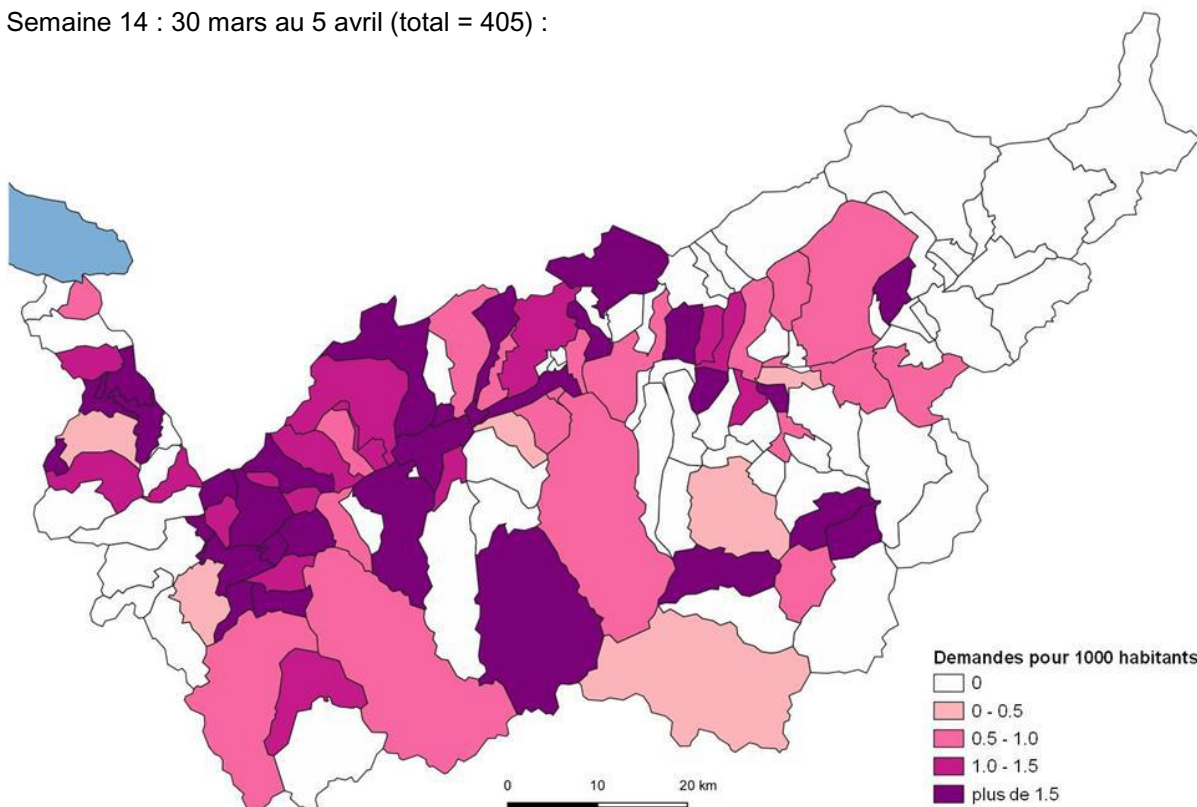 Semaine 14 : 30 mars au 5 avril (total = 405) :
Demandes pour 1000 habitants
0
0 - 0.5
0.5 - 1.0
1.0 - 1.5
plus de 1.5
0 10 20 km